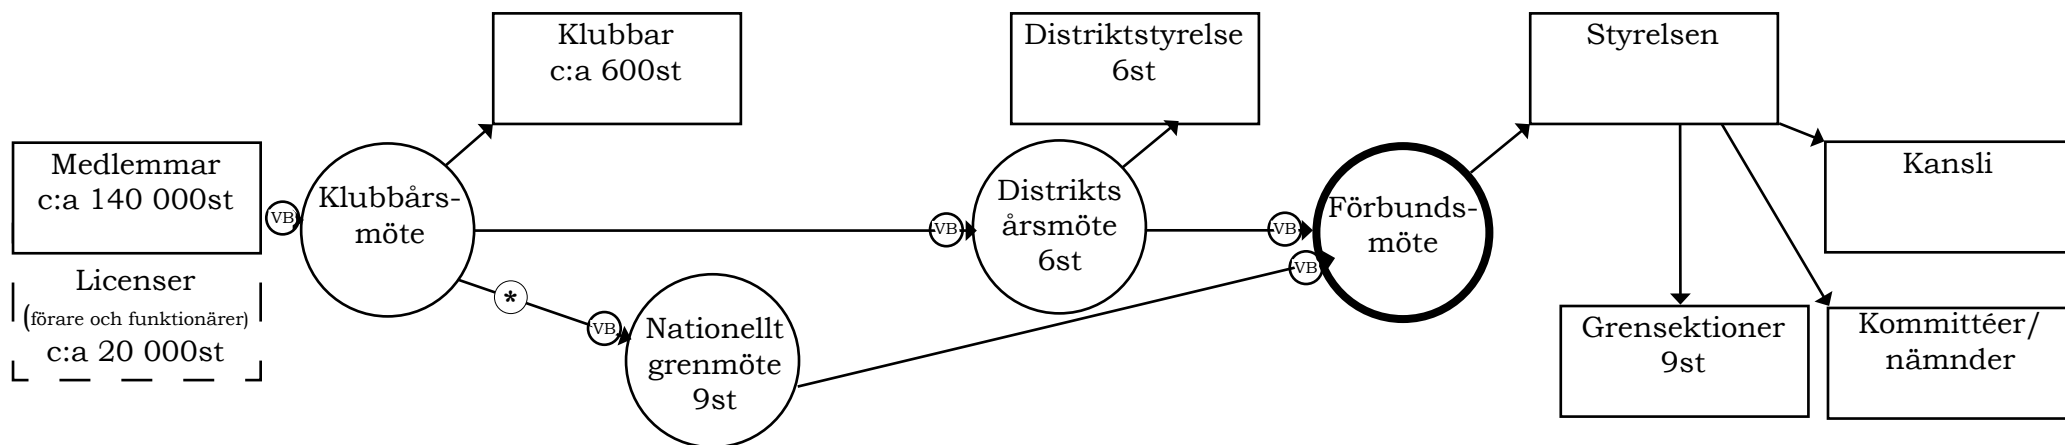 Klubbar
c:a 600st
Distriktstyrelse
6st
Styrelsen
Medlemmar
c:a 140 000st
VB
Klubbårs-
möte
VB
Distrikts
årsmöte
6st
VB
VB
Förbunds-
möte
Kansli
Licenser
(förare och funktionärer)
c:a 20 000st
*
VB
Nationellt
grenmöte
9st
Grensektioner
9st
Kommittéer/
nämnder